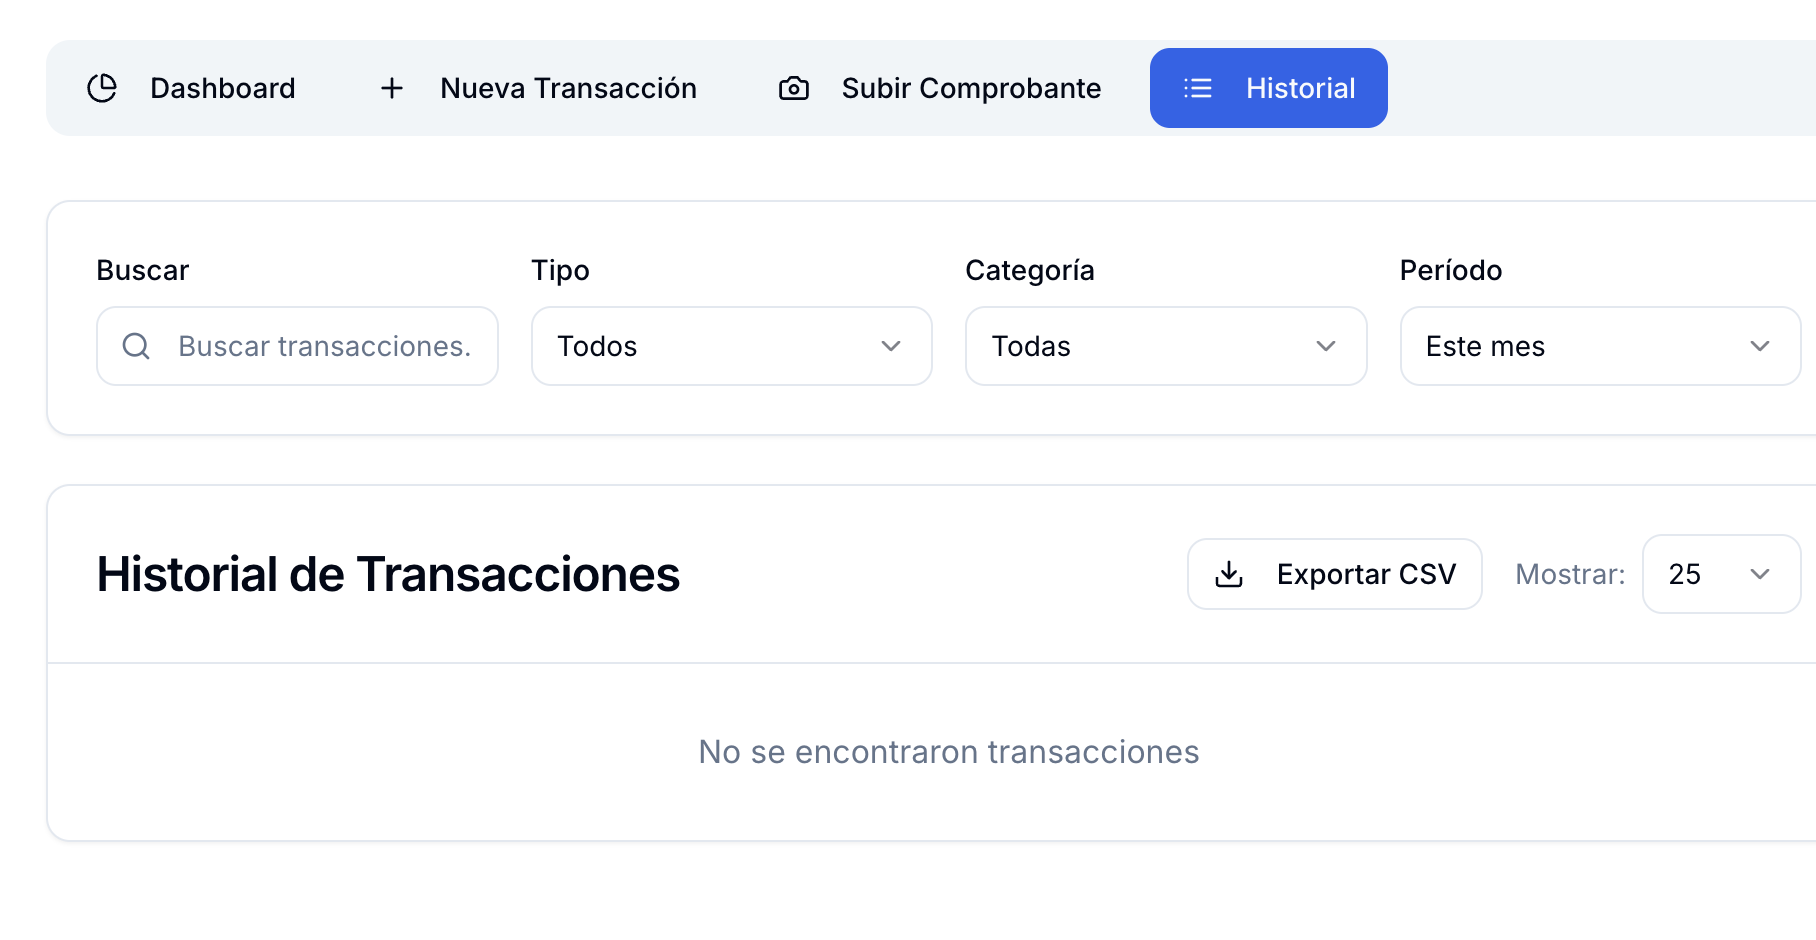 Dashboard Nueva Transacción Subir Comprobante Historial
Buscar Tipo Categoría Período
Buscar transacciones. Todos Todas Este mes
Historial de Transacciones Exportar CSV Mostrar: 25
No se encontraron transacciones